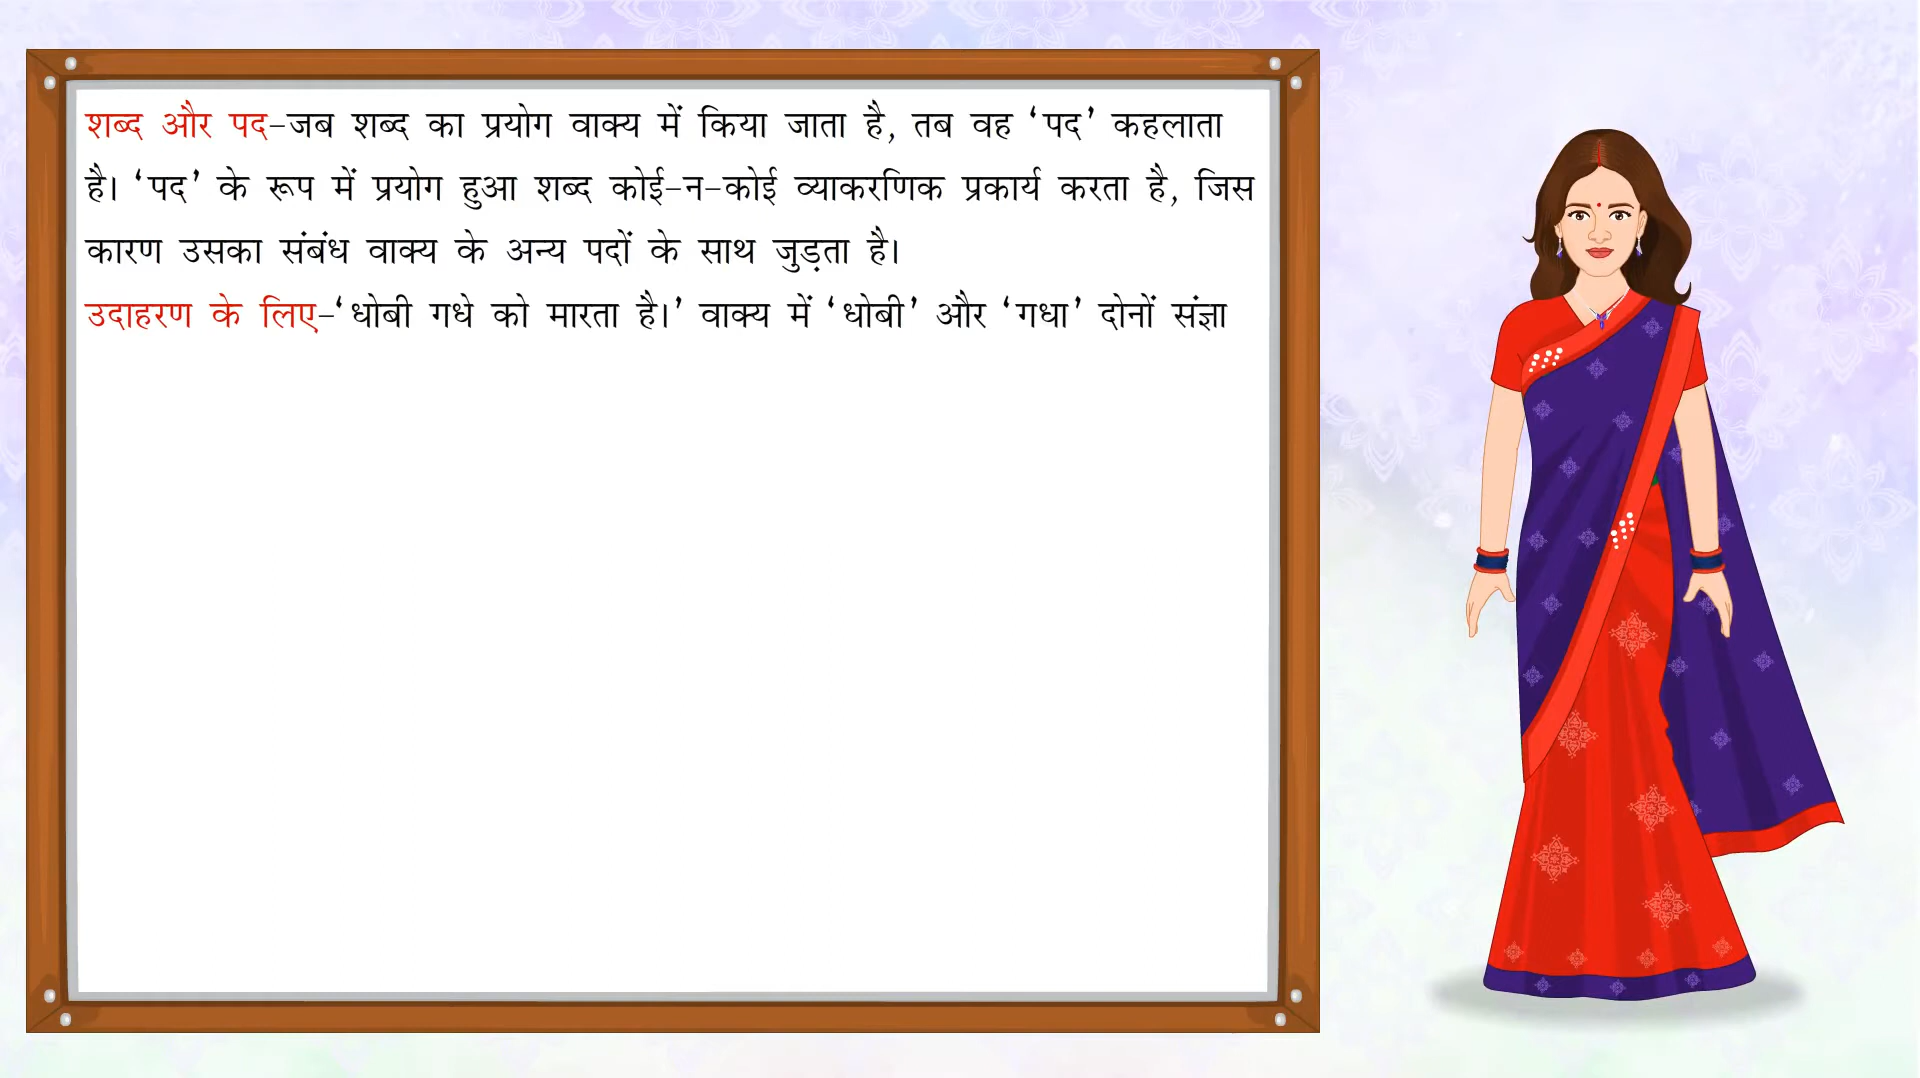 शब्द और पद–जब शब्द का प्रयोग वाक्य में किया जाता है, तब वह ‘पद’ कहलाता
है। ‘पद’ के रूप में प्रयोग हुआ शब्द कोई-न-कोई व्याकरणिक प्रकार्य करता है, जिस
कारण उसका संबंध वाक्य के अन्य पदों के साथ जुड़ता है।
उदाहरण के लिए–‘धोबी गधे को मारता है।’ वाक्य में ‘धोबी’ और ‘गधा’ दोनों संज्ञा